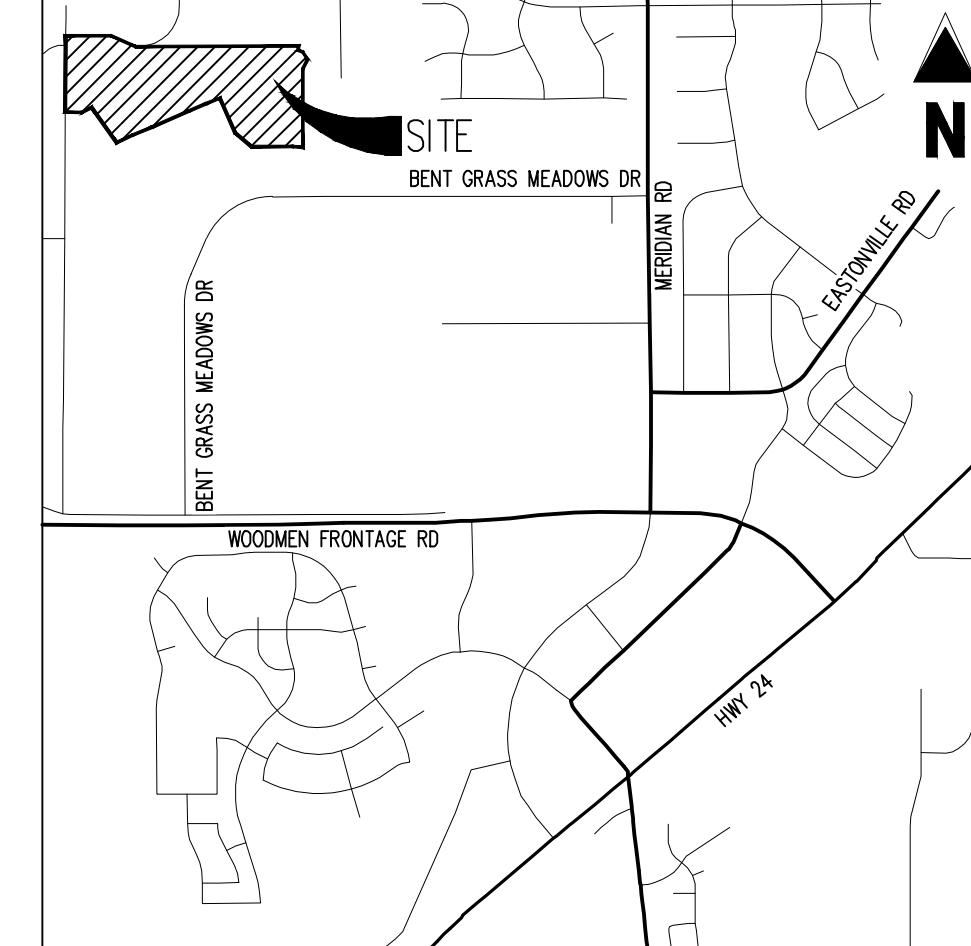 SITE
N
BENT GRASS MEADOWS DR
MERIDIAN RD
EASTONVILLE RD
BENT GRASS MEADOWS DR
WOODMEN FRONTAGE RD
HWY 24